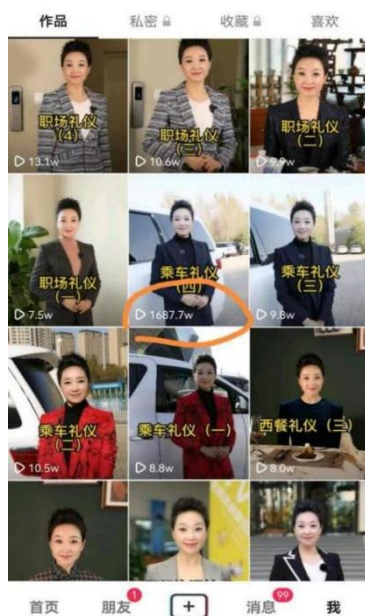 作品 私密 收藏 喜欢
职场礼仪
(4)
13.1w
职场礼仪
(三)
10.6w
职场礼仪
(二)
9.9w
职场礼仪
(一)
7.5w
乘车礼仪
(四)
1687.7w
乘车礼仪
(三)
9.8w
乘车礼仪
(二)
10.5w
乘车礼仪 (一)
8.8w
西餐礼仪 (三)
8.0w
首页 朋友 1 + 消息 99 我